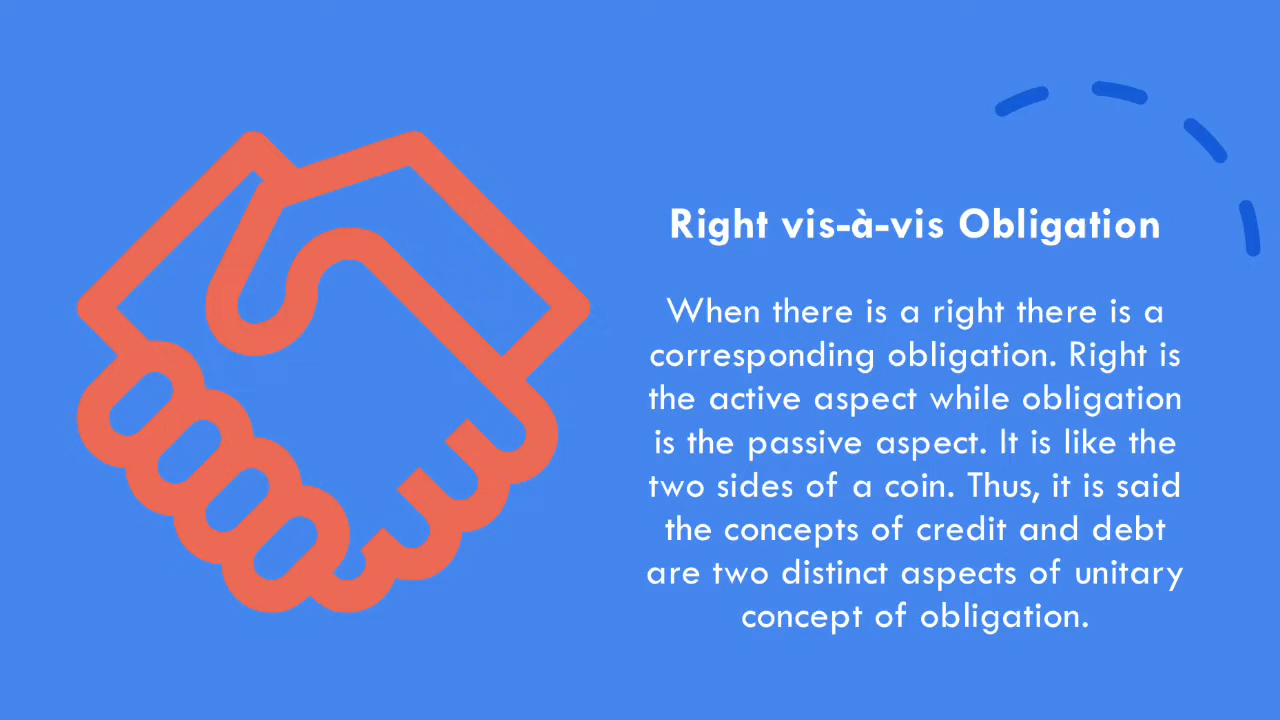 Right vis-à-vis Obligation
When there is a right there is a
corresponding obligation. Right is
the active aspect while obligation
is the passive aspect. It is like the
two sides of a coin. Thus, it is said
the concepts of credit and debt
are two distinct aspects of unitary
concept of obligation.